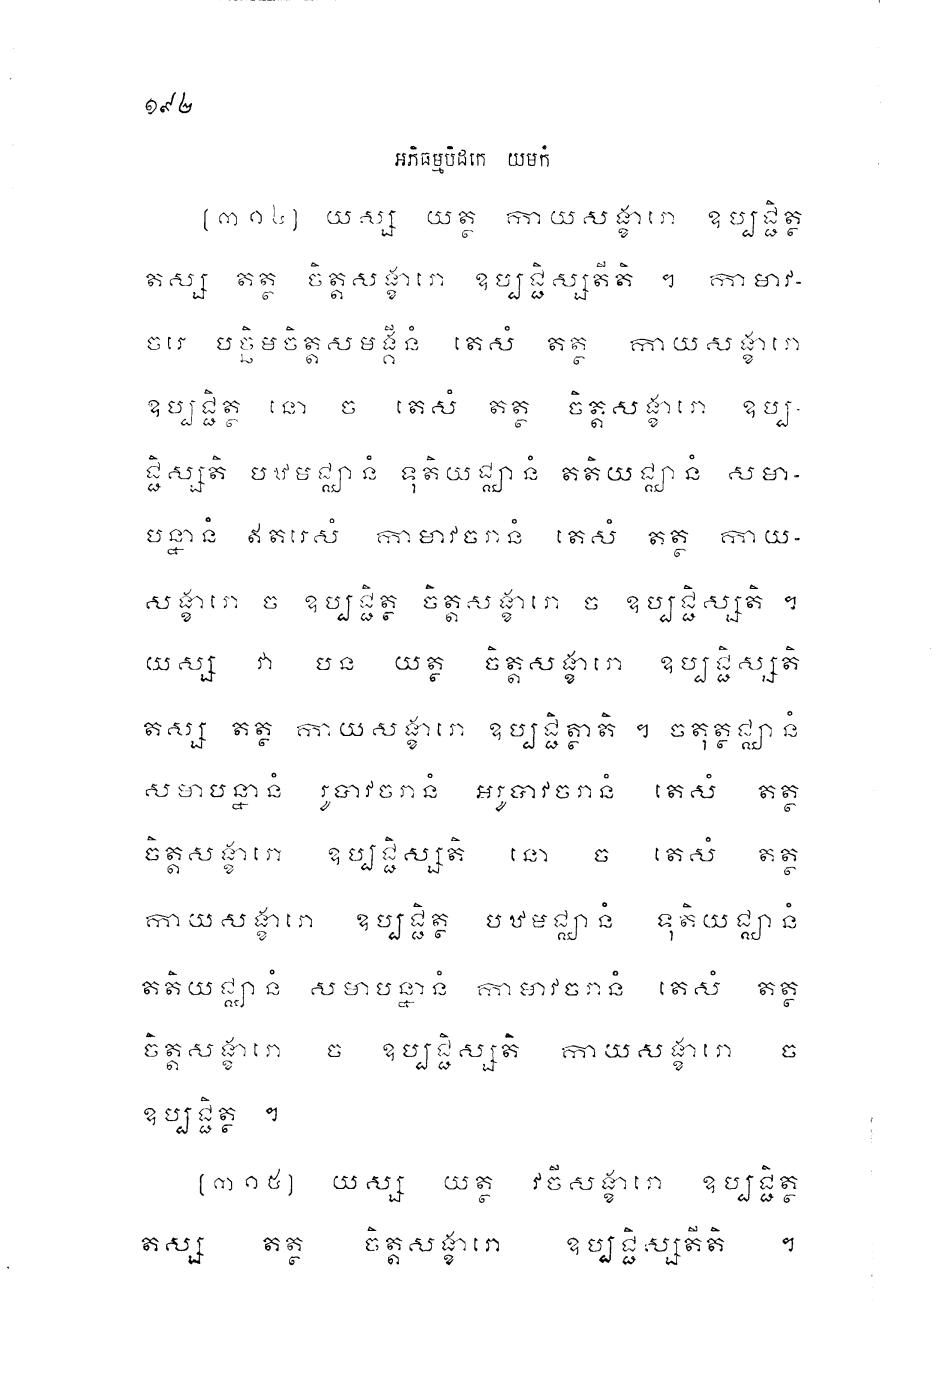 ១៩២
អភិធម្មបិដកេ យមកំ
(៣១៤) យស្ស យត្ថ កាយសង្ខារោ ឧប្បជ្ជិត្ថ
តស្ស តត្ថ ចិត្តសង្ខារោ ឧប្បជ្ជិស្សតីតិ ។ កាមាវ-
ចរេ បច្ឆិមចិត្តសមង្គីនំ តេសំ តត្ថ កាយសង្ខារោ
ឧប្បជ្ជិត្ថ នោ ច តេសំ តត្ថ ចិត្តសង្ខារោ ឧប្ប-
ជ្ជិស្សតិ បឋមជ្ឈានំ ទុតិយជ្ឈានំ តតិយជ្ឈានំ សមា-
បន្នានំ ឥតរេសំ កាមាវចរានំ តេសំ តត្ថ កាយ-
សង្ខារោ ច ឧប្បជ្ជិត្ថ ចិត្តសង្ខារោ ច ឧប្បជ្ជិស្សតិ ។
យស្ស វា បន យត្ថ ចិត្តសង្ខារោ ឧប្បជ្ជិស្សតិ
តស្ស តត្ថ កាយសង្ខារោ ឧប្បជ្ជិត្ថាតិ ។ ចតុត្ថជ្ឈានំ
សមាបន្នានំ រូបាវចរានំ អរូបាវចរានំ តេសំ តត្ថ
ចិត្តសង្ខារោ ឧប្បជ្ជិស្សតិ នោ ច តេសំ តត្ថ
កាយសង្ខារោ ឧប្បជ្ជិត្ថ បឋមជ្ឈានំ ទុតិយជ្ឈានំ
តតិយជ្ឈានំ សមាបន្នានំ កាមាវចរានំ តេសំ តត្ថ
ចិត្តសង្ខារោ ច ឧប្បជ្ជិស្សតិ កាយសង្ខារោ ច
ឧប្បជ្ជិត្ថ ។
(៣១៥) យស្ស យត្ថ វចីសង្ខារោ ឧប្បជ្ជិត្ថ
តស្ស តត្ថ ចិត្តសង្ខារោ ឧប្បជ្ជិស្សតីតិ ។